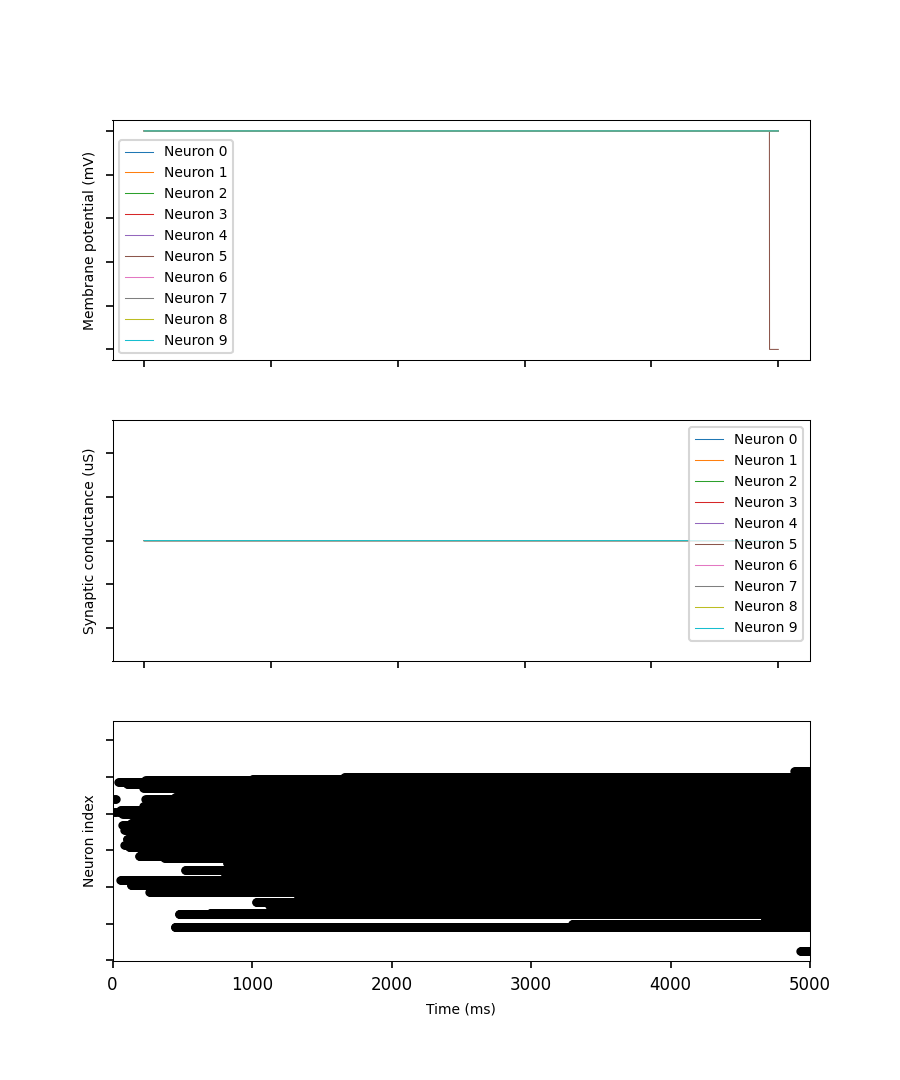 Membrane potential (mV)
Neuron 0
Neuron 1
Neuron 2
Neuron 3
Neuron 4
Neuron 5
Neuron 6
Neuron 7
Neuron 8
Neuron 9
Synaptic conductance (uS)
Neuron 0
Neuron 1
Neuron 2
Neuron 3
Neuron 4
Neuron 5
Neuron 6
Neuron 7
Neuron 8
Neuron 9
Neuron index
0 1000 2000 3000 4000 5000
Time (ms)